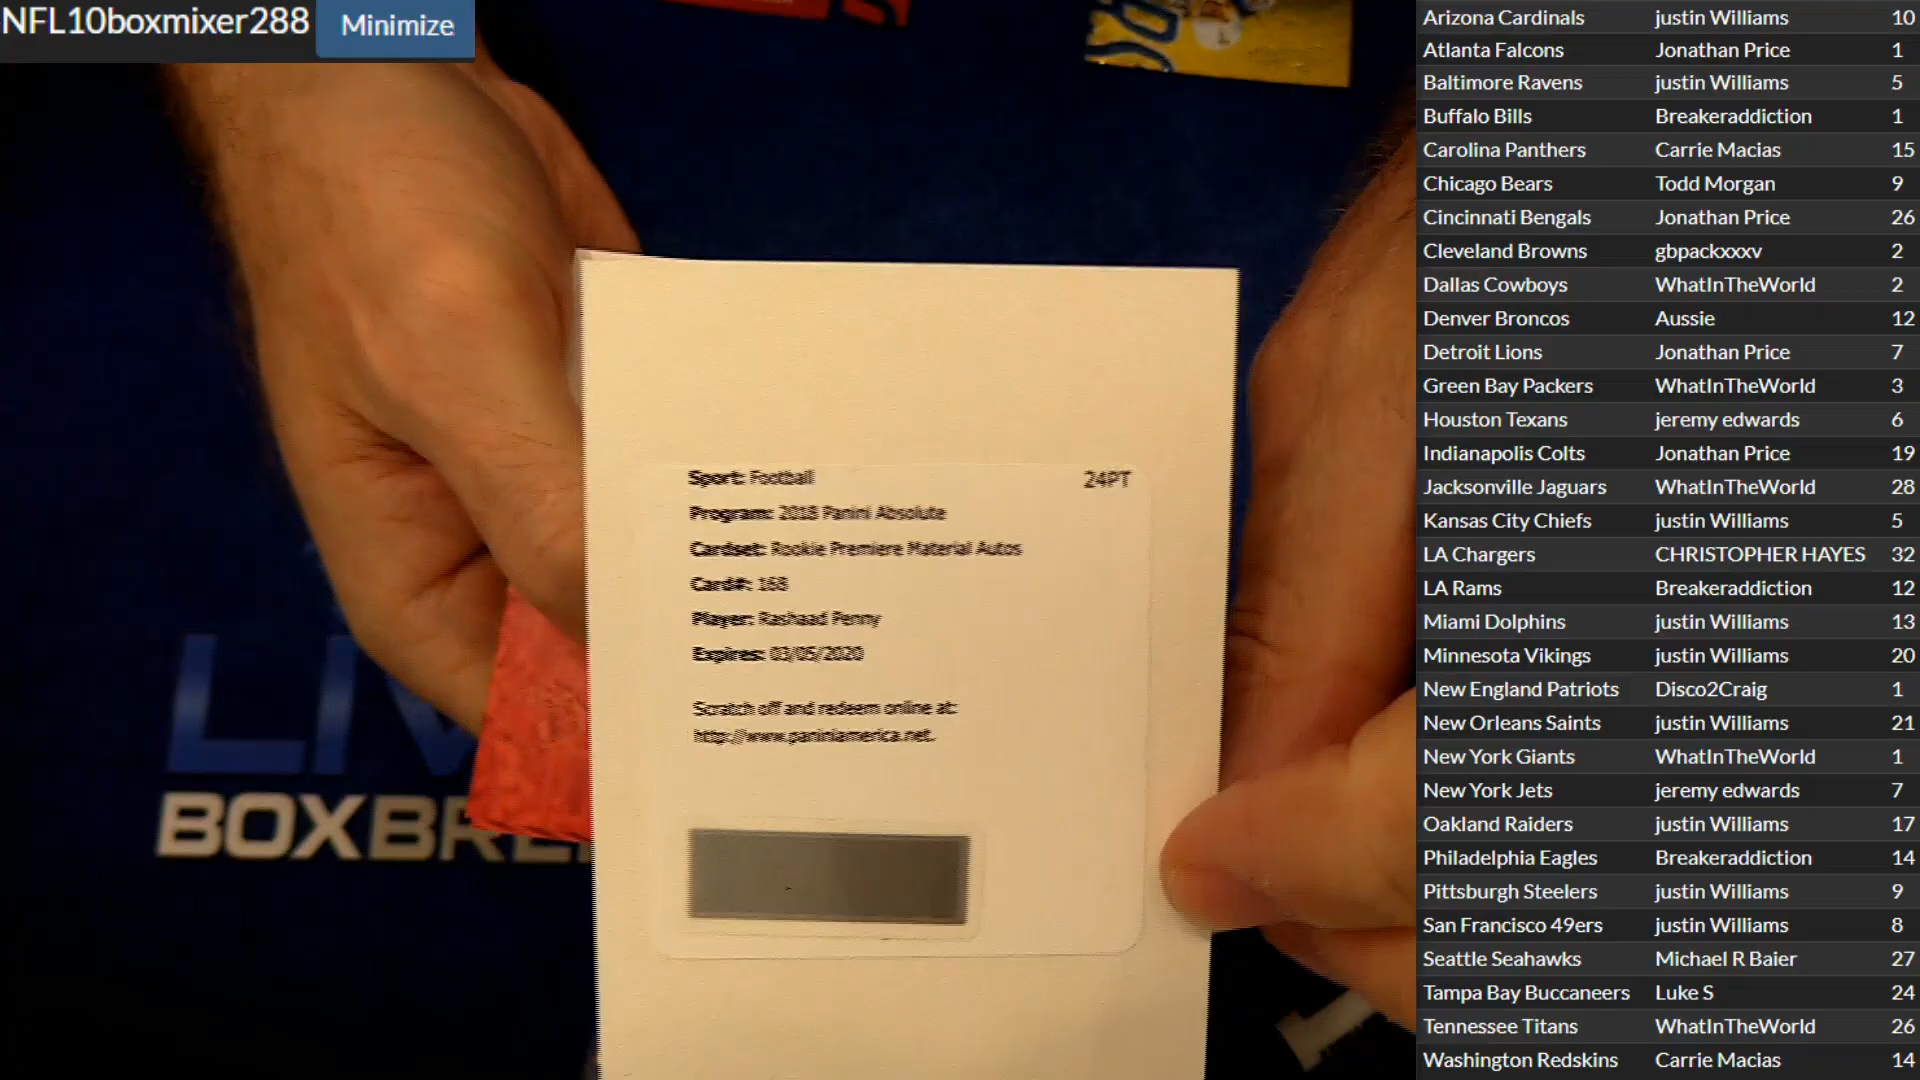 NFL10boxmixer288 Minimize
LIV
BOXBRE
Sport: Football 24PT
Program: 2018 Panini Absolute
Cardset: Rookie Premiere Material Autos
Card#: 168
Player: Rashaad Penny
Expires: 03/05/2020
Scratch off and redeem online at:
http://www.paniniamerica.net.
Arizona Cardinals justin Williams 10
Atlanta Falcons Jonathan Price 1
Baltimore Ravens justin Williams 5
Buffalo Bills Breakeraddiction 1
Carolina Panthers Carrie Macias 15
Chicago Bears Todd Morgan 9
Cincinnati Bengals Jonathan Price 26
Cleveland Browns gbpackxxxv 2
Dallas Cowboys WhatInTheWorld 2
Denver Broncos Aussie 12
Detroit Lions Jonathan Price 7
Green Bay Packers WhatInTheWorld 3
Houston Texans jeremy edwards 6
Indianapolis Colts Jonathan Price 19
Jacksonville Jaguars WhatInTheWorld 28
Kansas City Chiefs justin Williams 5
LA Chargers CHRISTOPHER HAYES 32
LA Rams Breakeraddiction 12
Miami Dolphins justin Williams 13
Minnesota Vikings justin Williams 20
New England Patriots Disco2Craig 1
New Orleans Saints justin Williams 21
New York Giants WhatInTheWorld 1
New York Jets jeremy edwards 7
Oakland Raiders justin Williams 17
Philadelphia Eagles Breakeraddiction 14
Pittsburgh Steelers justin Williams 9
San Francisco 49ers justin Williams 8
Seattle Seahawks Michael R Baier 27
Tampa Bay Buccaneers Luke S 24
Tennessee Titans WhatInTheWorld 26
Washington Redskins Carrie Macias 14